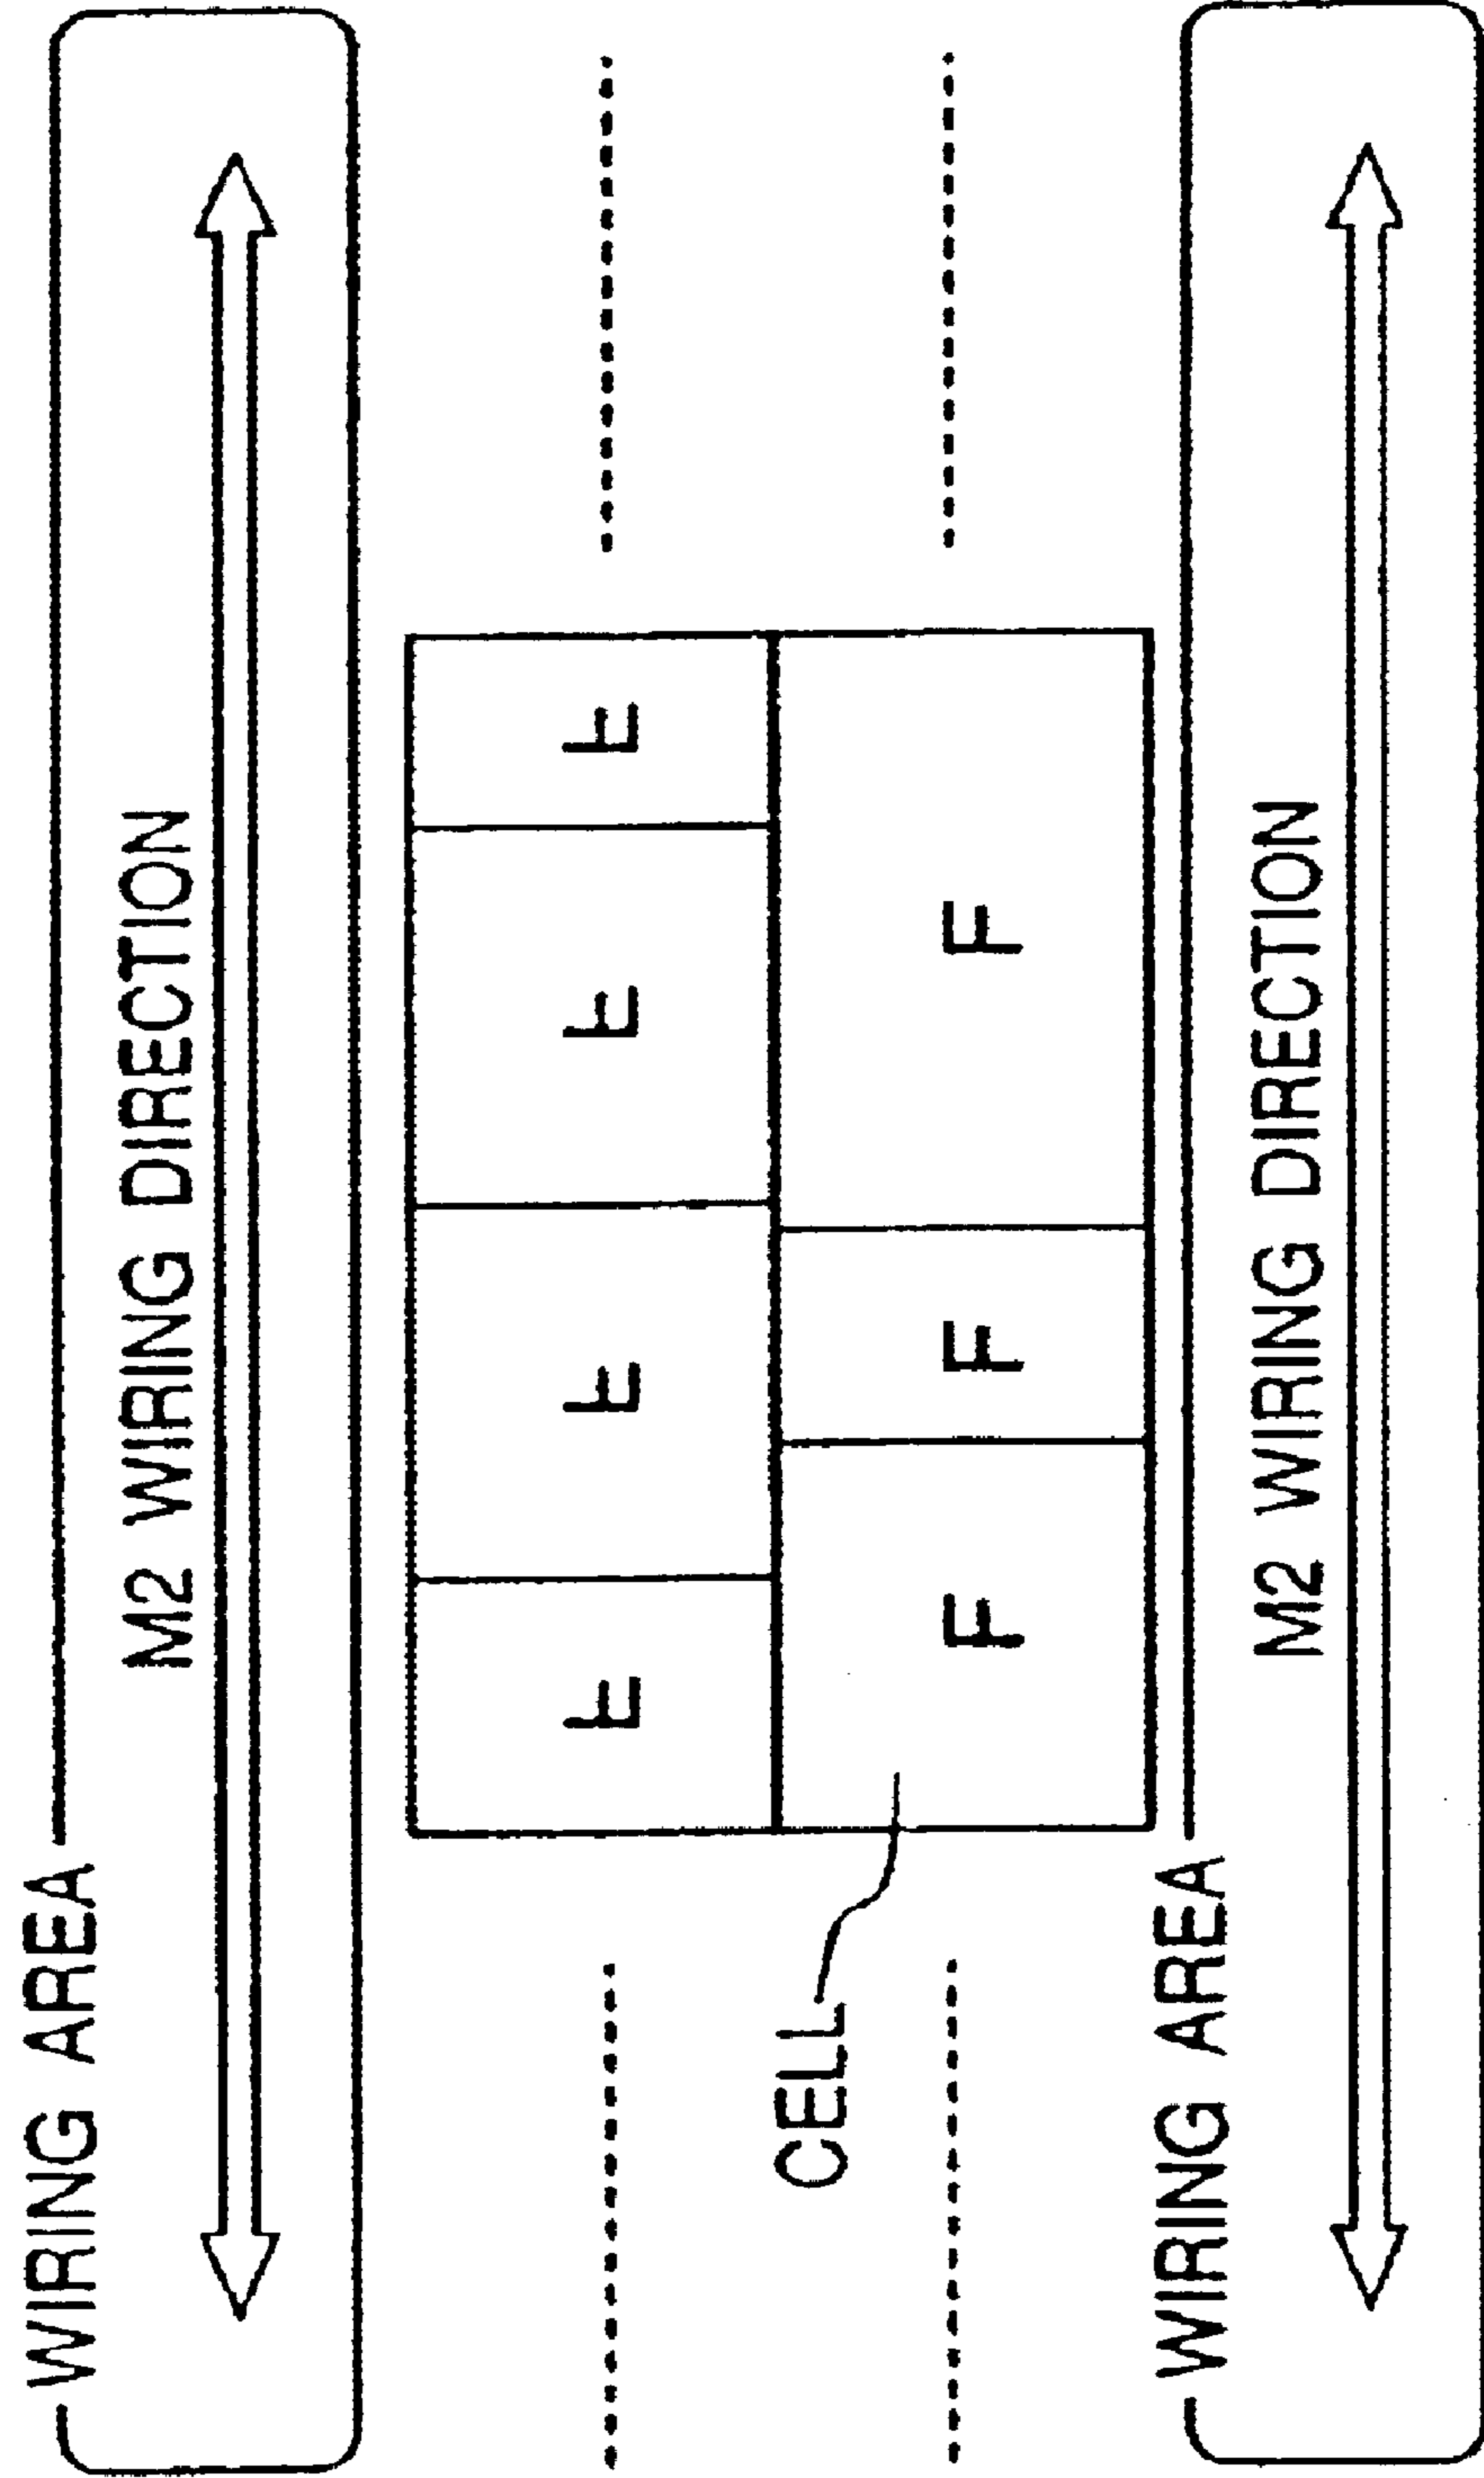 WIRING AREA
M2 WIRING DIRECTION
F F F F
CELL
F F F
WIRING AREA
M2 WIRING DIRECTION